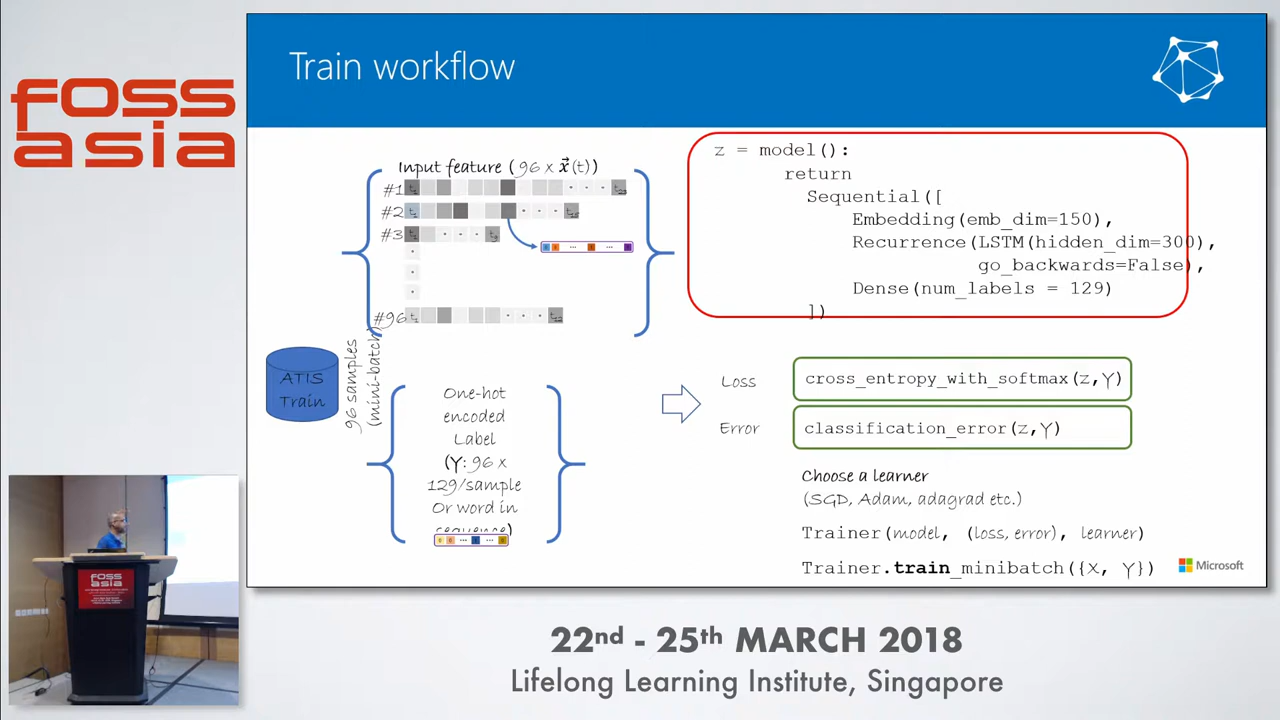 foss
asia
Train workflow
Input feature (96 x x⃗(t))
#1
#2
#3
#96
96 samples
(mini-batch)
ATIS
Train
One-hot
encoded
Label
(Y: 96 x
129/sample
Or word in
sequence)
z = model():
return
Sequential([
Embedding(emb_dim=150),
Recurrence(LSTM(hidden_dim=300),
go_backwards=False),
Dense(num_labels = 129)
])
Loss
cross_entropy_with_softmax(z,Y)
Error
classification_error(z,Y)
Choose a learner
(SGD, Adam, adagrad etc.)
Trainer(model, (loss, error), learner)
Trainer.train_minibatch({X, Y})
Microsoft
foss
asia
22nd - 25th MARCH 2018
Lifelong Learning Institute, Singapore